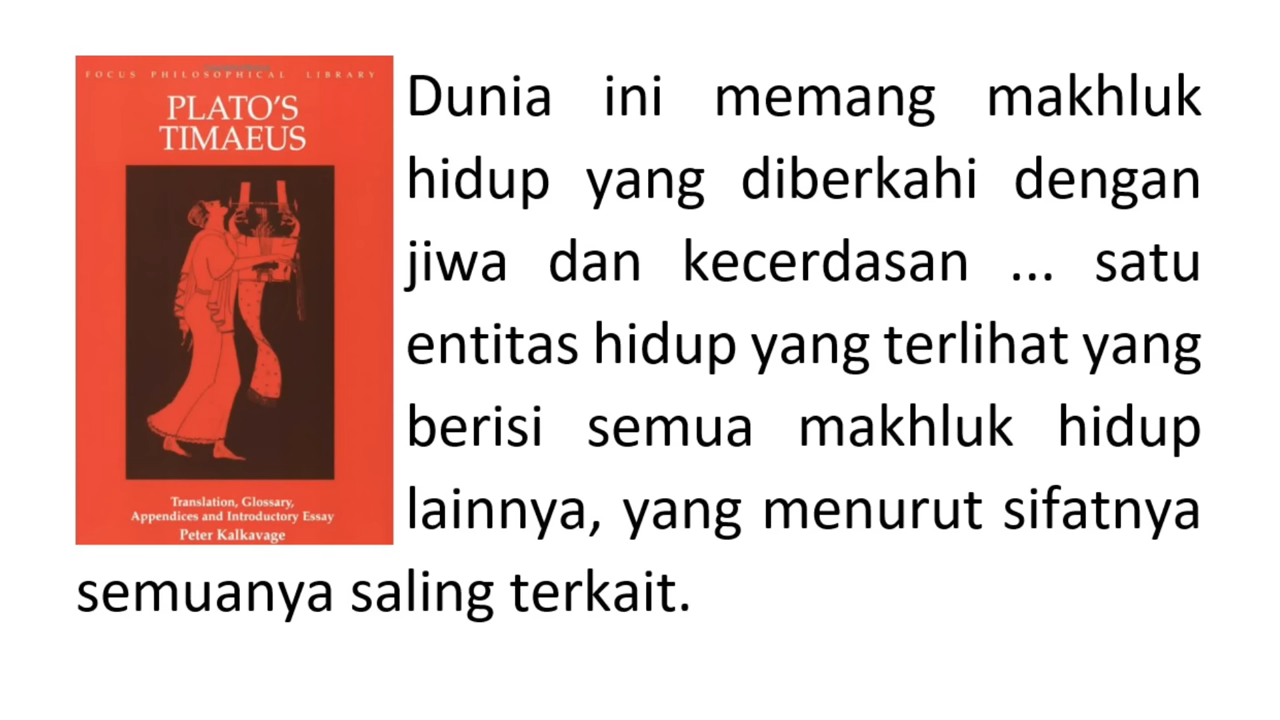 FOCUS PHILOSOPHICAL LIBRARY
PLATO'S
TIMAEUS
Translation, Glossary,
Appendices and Introductory Essay
Peter Kalkavage
Dunia ini memang makhluk
hidup yang diberkahi dengan
jiwa dan kecerdasan ... satu
entitas hidup yang terlihat yang
berisi semua makhluk hidup
lainnya, yang menurut sifatnya
semuanya saling terkait.